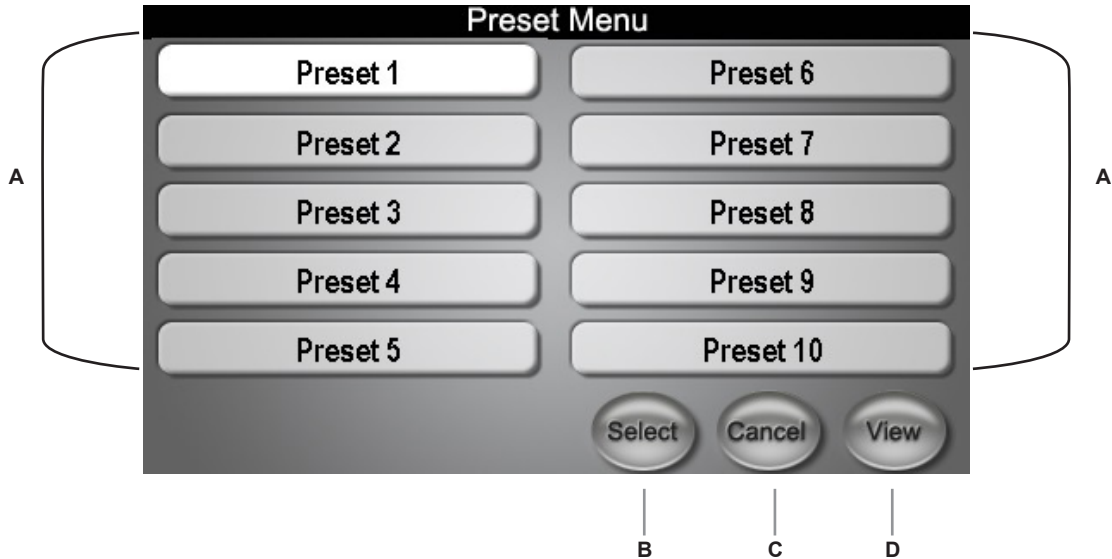 Preset Menu
A
A
Preset 1
Preset 6
Preset 2
Preset 7
Preset 3
Preset 8
Preset 4
Preset 9
Preset 5
Preset 10
Select
Cancel
View
B
C
D